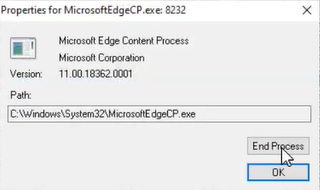 Properties for MicrosoftEdgeCP.exe: 8232
Microsoft Edge Content Process
Microsoft Corporation
Version: 11.00.18362.0001
Path:
C:\Windows\System32\MicrosoftEdgeCP.exe
End Process
OK